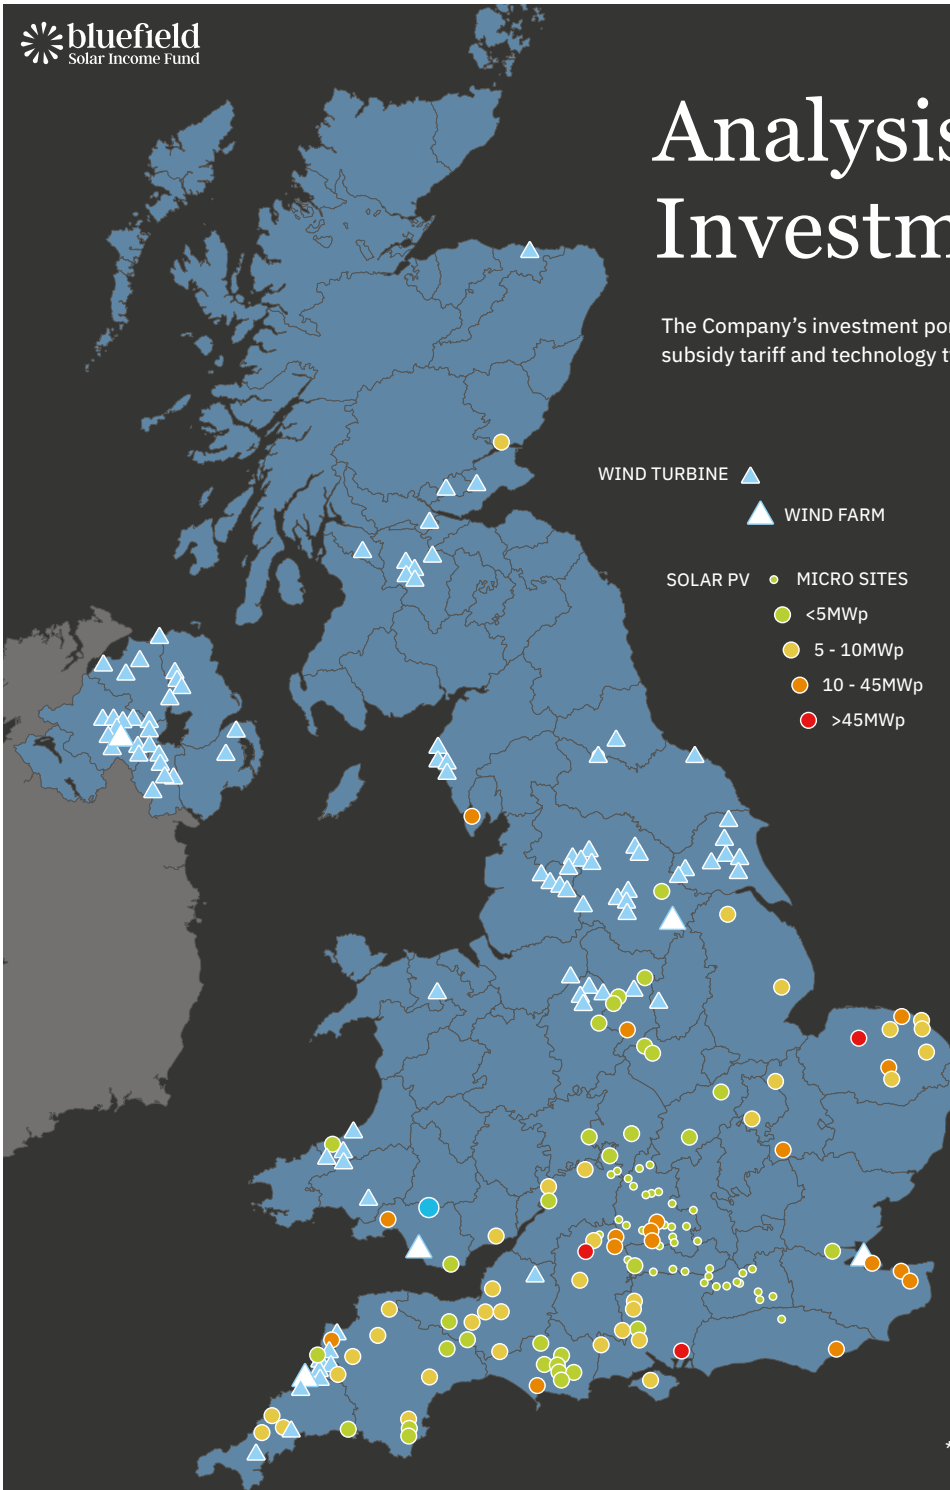 bluefield
Solar Income Fund
Analysis
Investm
The Company’s investment por
subsidy tariff and technology t
WIND TURBINE
WIND FARM
SOLAR PV
MICRO SITES
<5MWp
5 - 10MWp
10 - 45MWp
>45MWp
*